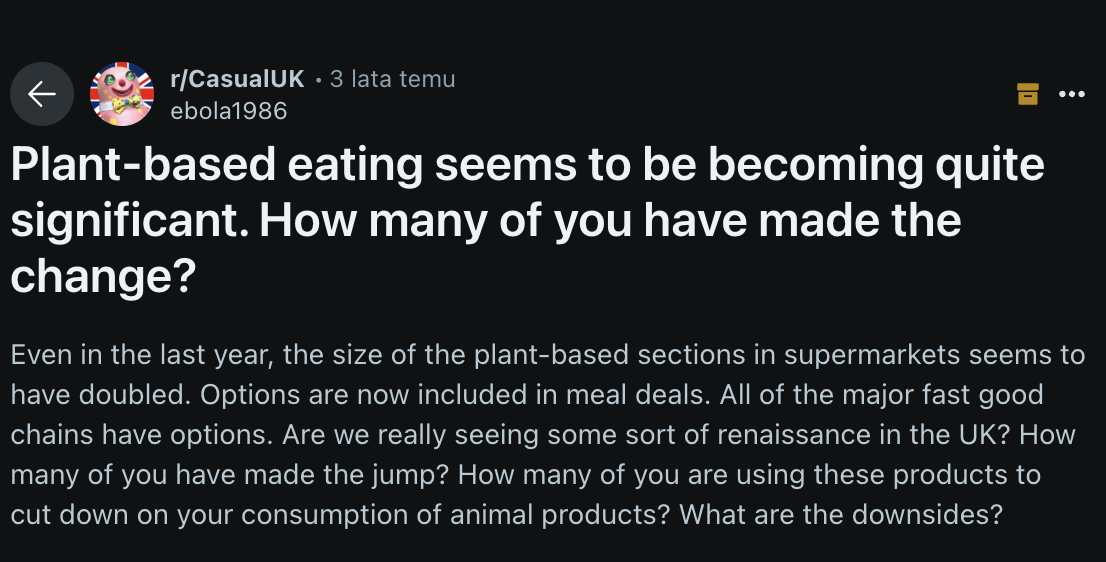 r/CasualUK • 3 lata temu
ebola1986
Plant-based eating seems to be becoming quite
significant. How many of you have made the
change?
Even in the last year, the size of the plant-based sections in supermarkets seems to
have doubled. Options are now included in meal deals. All of the major fast good
chains have options. Are we really seeing some sort of renaissance in the UK? How
many of you have made the jump? How many of you are using these products to
cut down on your consumption of animal products? What are the downsides?